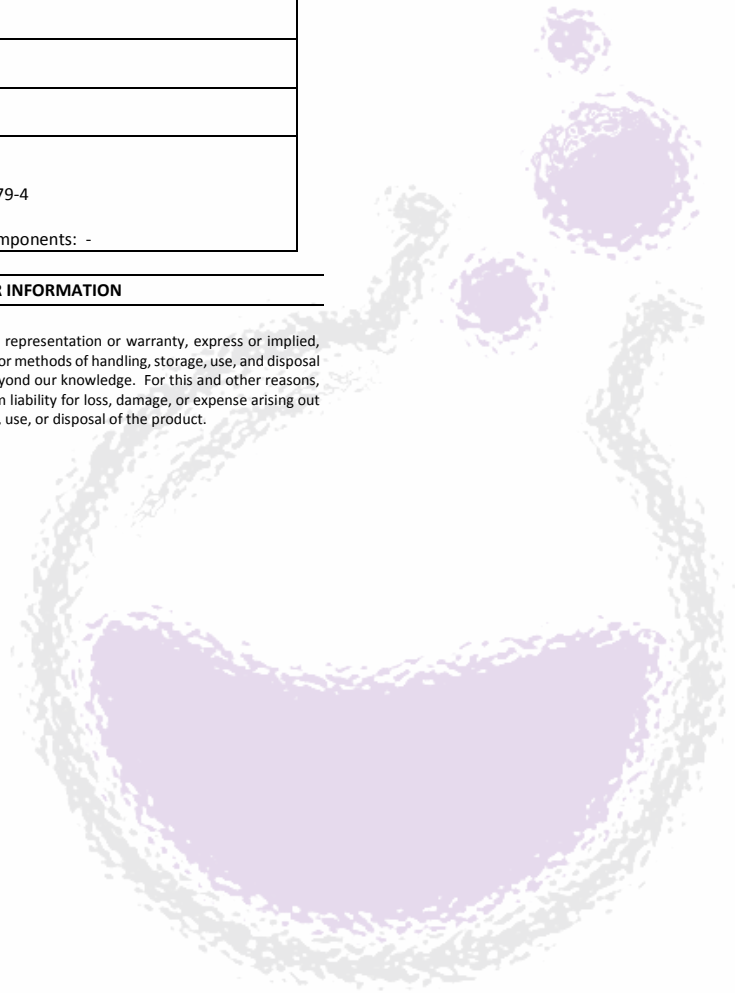 79-4
mponents: -
R INFORMATION
representation or warranty, express or implied,
or methods of handling, storage, use, and disposal
yond our knowledge. For this and other reasons,
m liability for loss, damage, or expense arising out
, use, or disposal of the product.